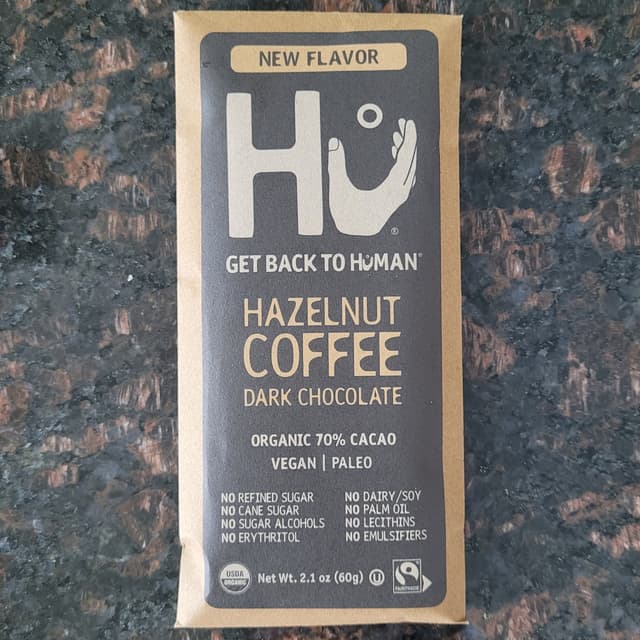 NEW FLAVOR
Hu
®
GET BACK TO HUMAN®
HAZELNUT
COFFEE
DARK CHOCOLATE
ORGANIC 70% CACAO
VEGAN | PALEO
NO REFINED SUGAR
NO CANE SUGAR
NO SUGAR ALCOHOLS
NO ERYTHRITOL
NO DAIRY/SOY
NO PALM OIL
NO LECITHINS
NO EMULSIFIERS
USDA
ORGANIC
Net Wt. 2.1 oz (60g)
U
FAIRTRADE